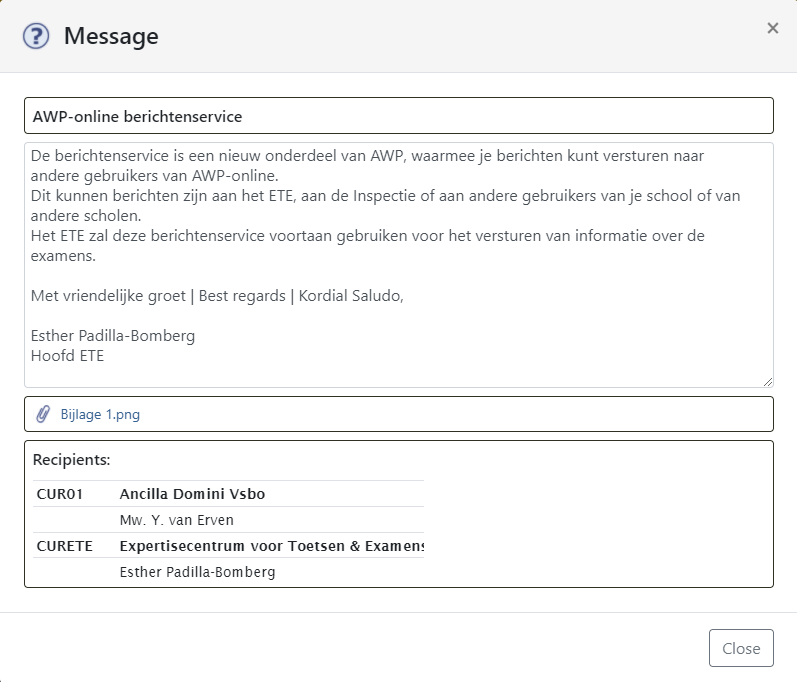 Message
×
AWP-online berichtenservice
De berichtenservice is een nieuw onderdeel van AWP, waarmee je berichten kunt versturen naar
andere gebruikers van AWP-online.
Dit kunnen berichten zijn aan het ETE, aan de Inspectie of aan andere gebruikers van je school of van
andere scholen.
Het ETE zal deze berichtenservice voortaan gebruiken voor het versturen van informatie over de
examens.
Met vriendelijke groet | Best regards | Kordial Saludo,
Esther Padilla-Bomberg
Hoofd ETE
Bijlage 1.png
Recipients:
CUR01 Ancilla Domini Vsbo
Mw. Y. van Erven
CURETE Expertisecentrum voor Toetsen & Examens
Esther Padilla-Bomberg
Close